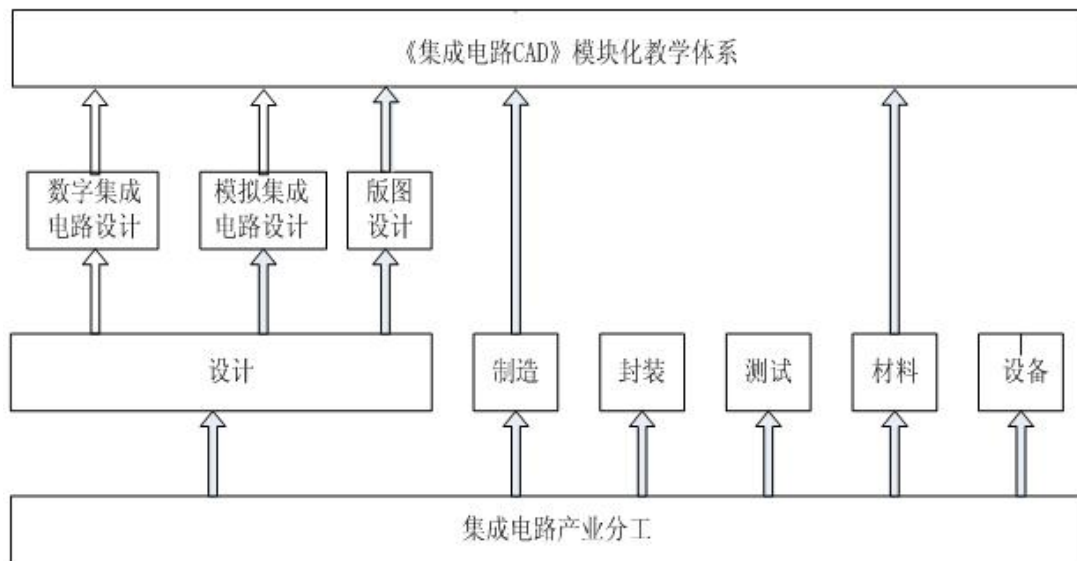 《集成电路CAD》模块化教学体系
数字集成
电路设计
模拟集成
电路设计
版图
设计
设计
制造
封装
测试
材料
设备
集成电路产业分工